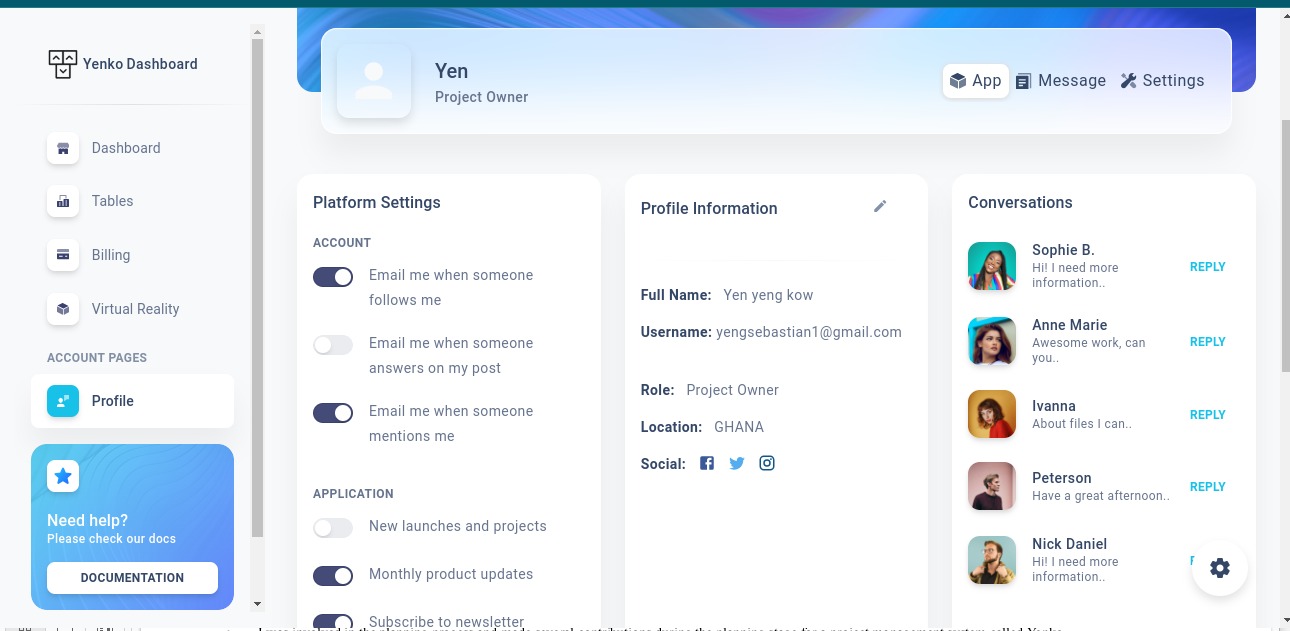 Yenko Dashboard
Dashboard
Tables
Billing
Virtual Reality
ACCOUNT PAGES
Profile
Need help?
Please check our docs
DOCUMENTATION
Yen
Project Owner
App
Message
Settings
Platform Settings
ACCOUNT
Email me when someone
follows me
Email me when someone
answers on my post
Email me when someone
mentions me
APPLICATION
New launches and projects
Monthly product updates
Subscribe to newsletter
Profile Information
Full Name: Yen yeng kow
Username: yengsebastian1@gmail.com
Role: Project Owner
Location: GHANA
Social:
Conversations
Sophie B.
Hi! I need more
information..
REPLY
Anne Marie
Awesome work, can
you..
REPLY
Ivanna
About files I can..
REPLY
Peterson
Have a great afternoon..
REPLY
Nick Daniel
Hi! I need more
information..